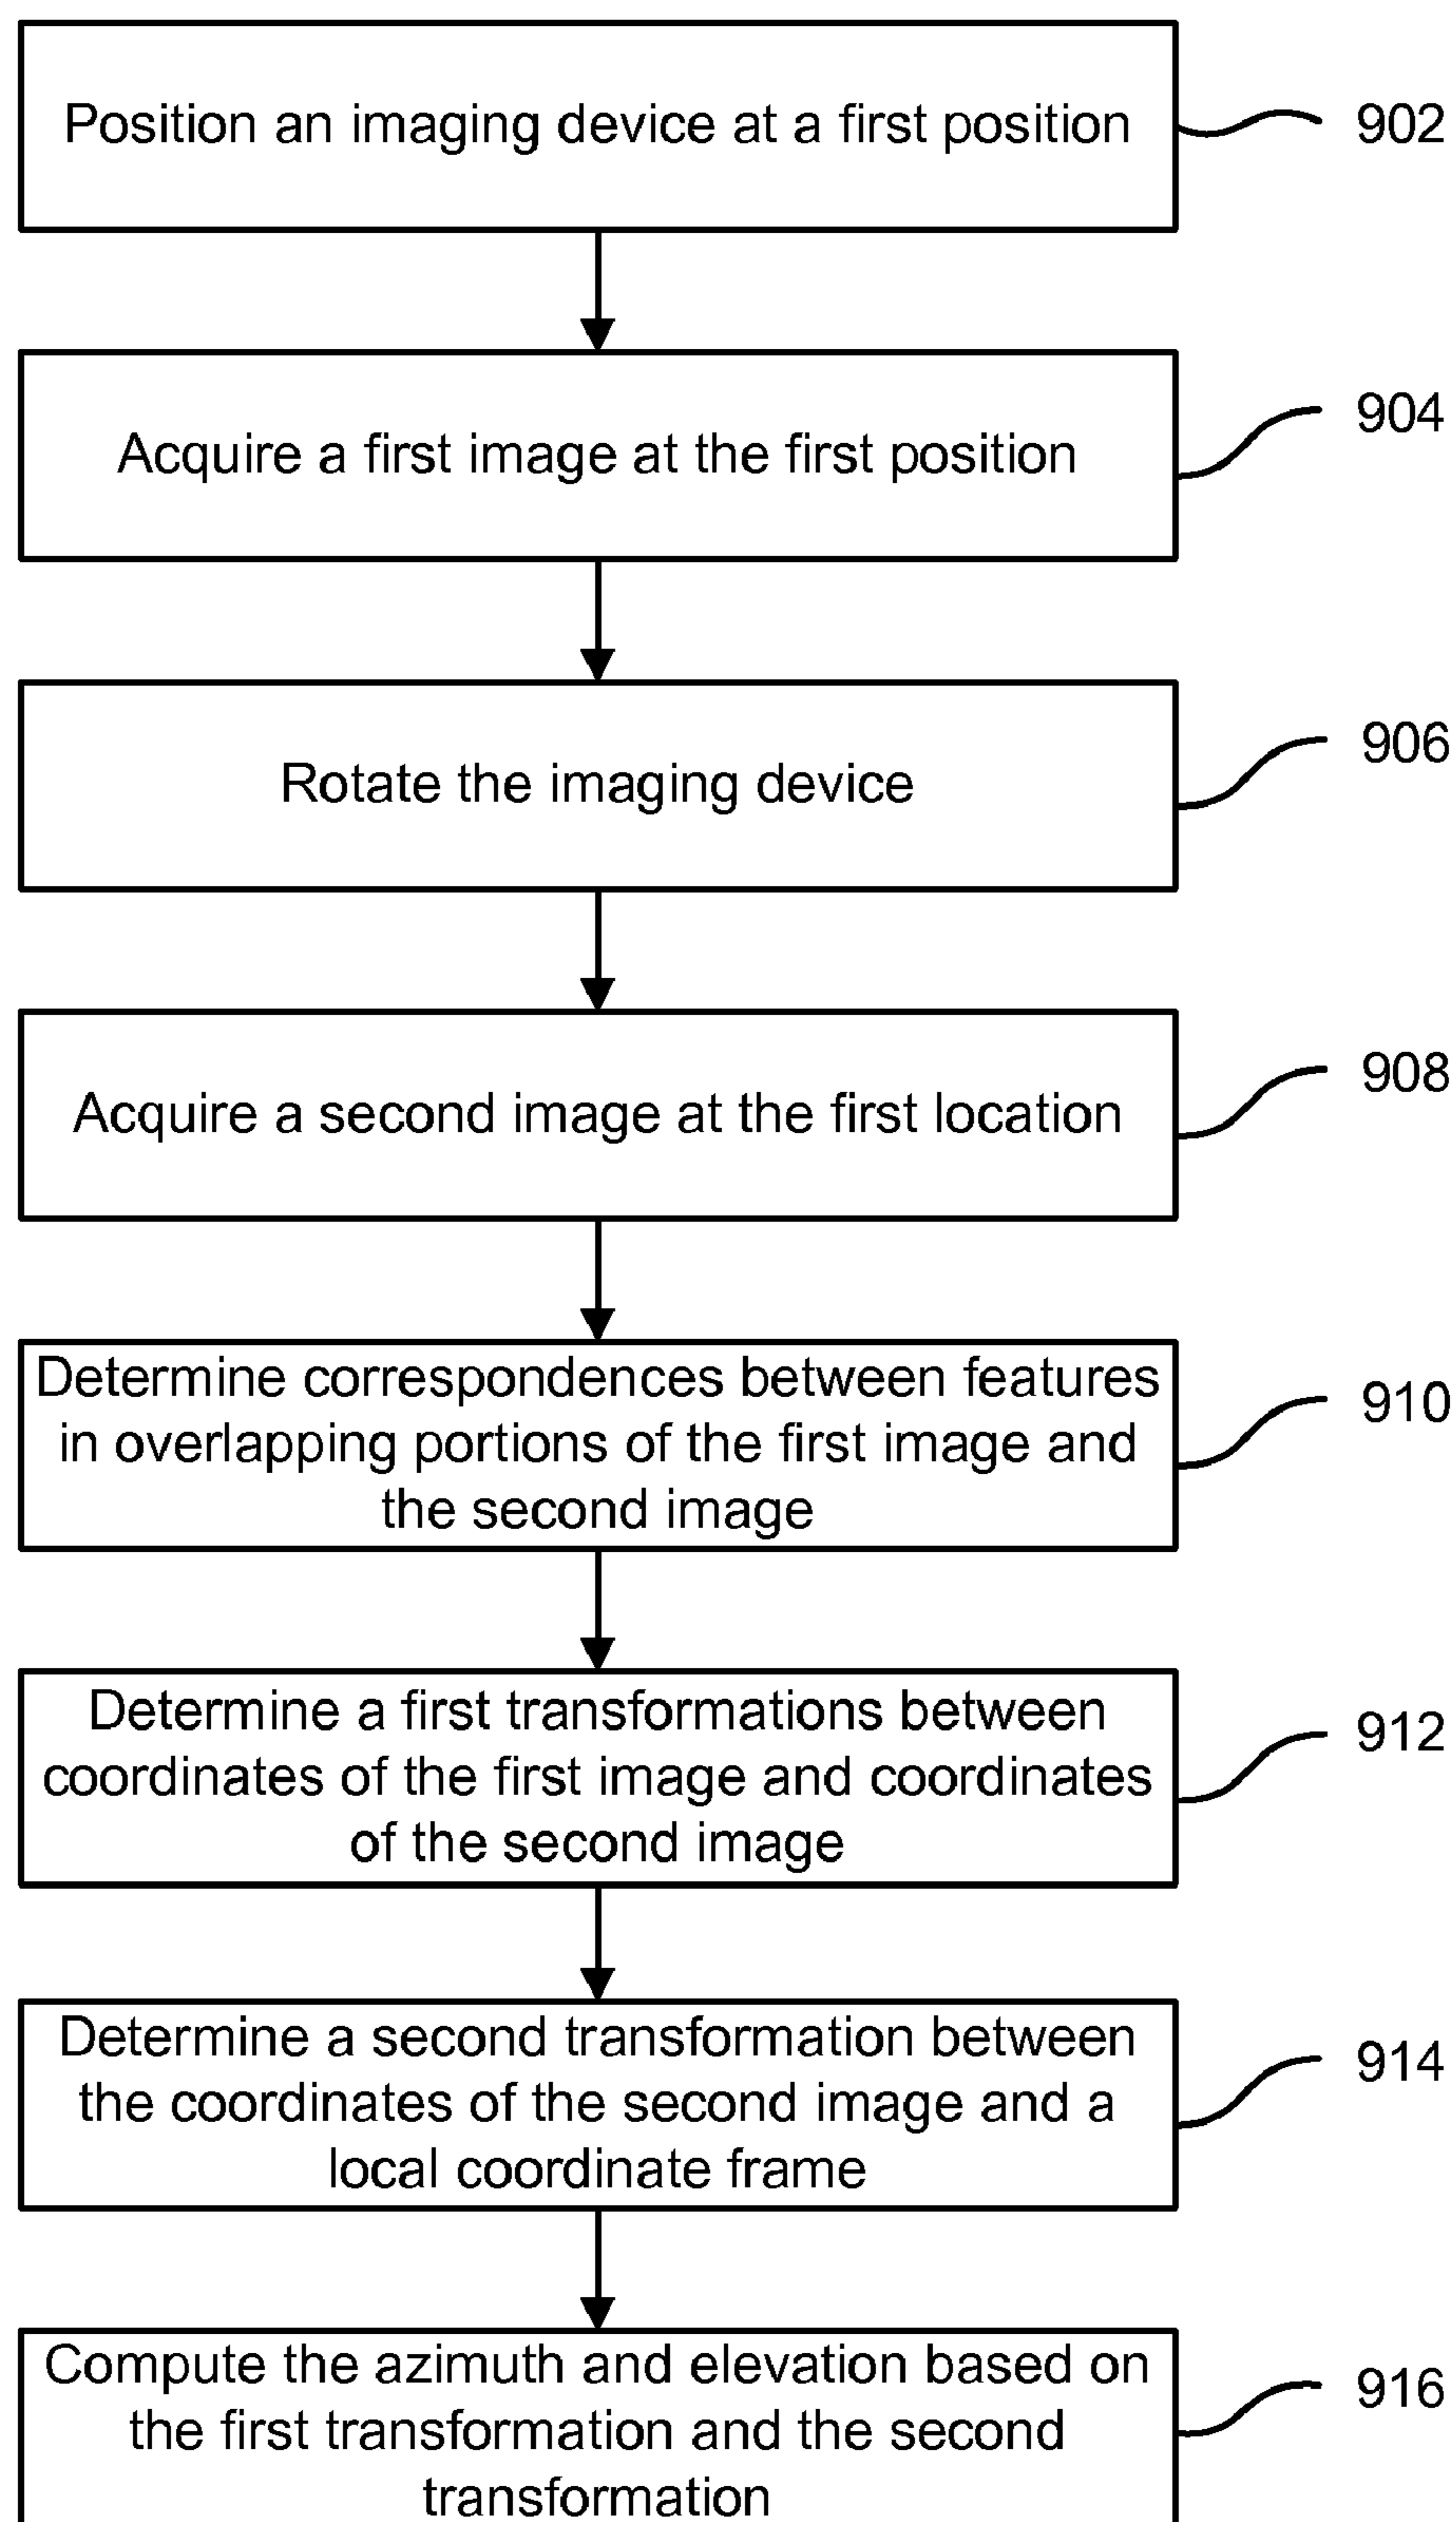 Position an imaging device at a first position
902
Acquire a first image at the first position
904
Rotate the imaging device
906
Acquire a second image at the first location
908
Determine correspondences between features
in overlapping portions of the first image and
the second image
910
Determine a first transformations between
coordinates of the first image and coordinates
of the second image
912
Determine a second transformation between
the coordinates of the second image and a
local coordinate frame
914
Compute the azimuth and elevation based on
the first transformation and the second
transformation
916